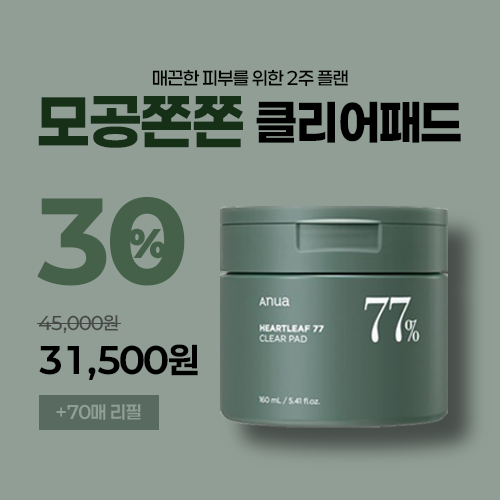 매끈한 피부를 위한 2주 플랜
모공쫀쫀 클리어패드
30%
45,000원
31,500원
+70매 리필
Anua
HEARTLEAF 77
CLEAR PAD
77%
160 mL / 5.41 fl.oz.